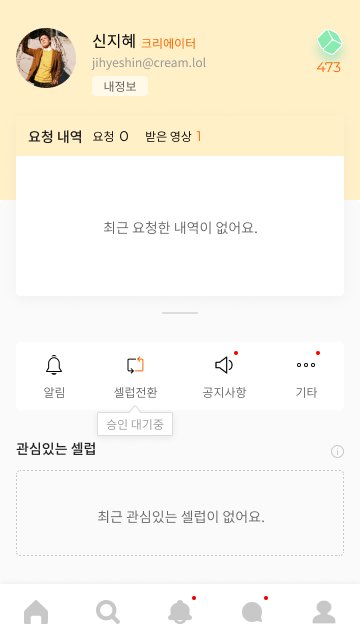 신지혜 크리에이터
jihyeshin@cream.lol
내정보
473
요청 내역 요청 0 받은 영상 1
최근 요청한 내역이 없어요.
알림 셀럽전환 공지사항 기타
승인 대기중
관심있는 셀럽
최근 관심있는 셀럽이 없어요.